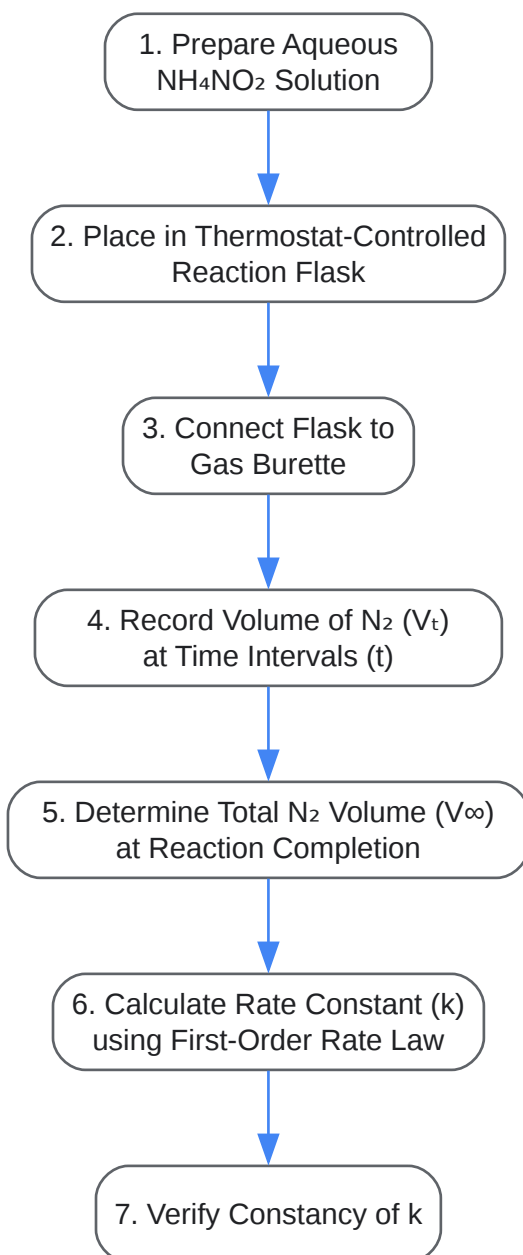 1. Prepare Aqueous
NH₄NO₂ Solution
2. Place in Thermostat-Controlled
Reaction Flask
3. Connect Flask to
Gas Burette
4. Record Volume of N₂ (Vₜ)
at Time Intervals (t)
5. Determine Total N₂ Volume (V∞)
at Reaction Completion
6. Calculate Rate Constant (k)
using First-Order Rate Law
7. Verify Constancy of k